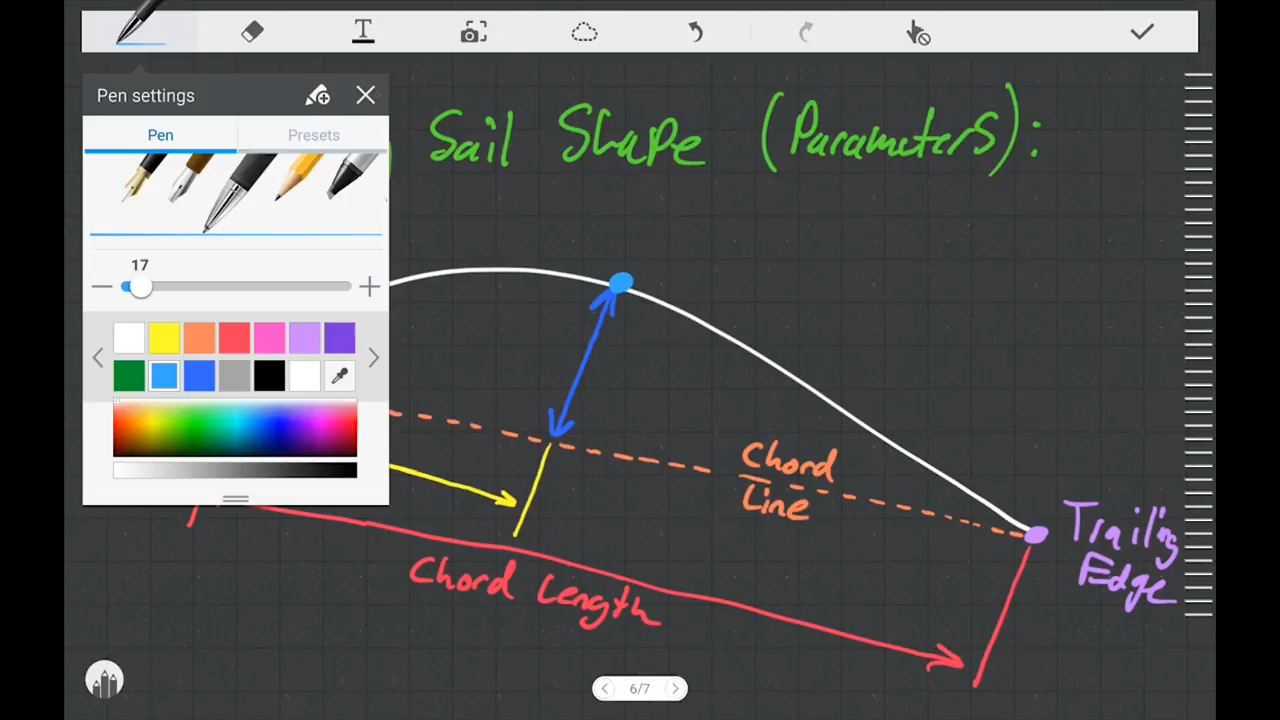 T
Pen settings
Pen
Presets
Sail Shape (Parameters):
17
Chord
Line
Trailing
Edge
Chord Length
6/7